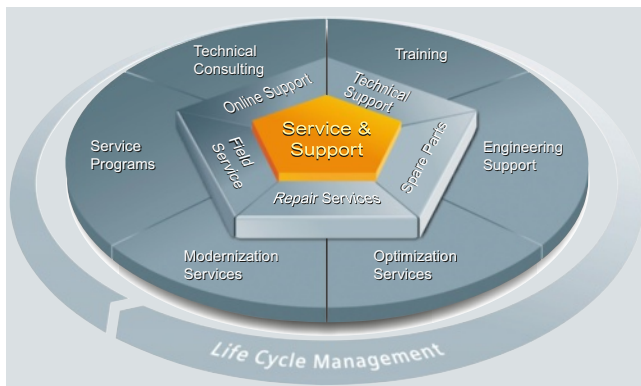 Technical
Consulting
Training
Online Support
Technical
Support
Service
Programs
Field
Service
Service &
Support
Spare Parts
Engineering
Support
Repair Services
Modernization
Services
Optimization
Services
Life Cycle Management